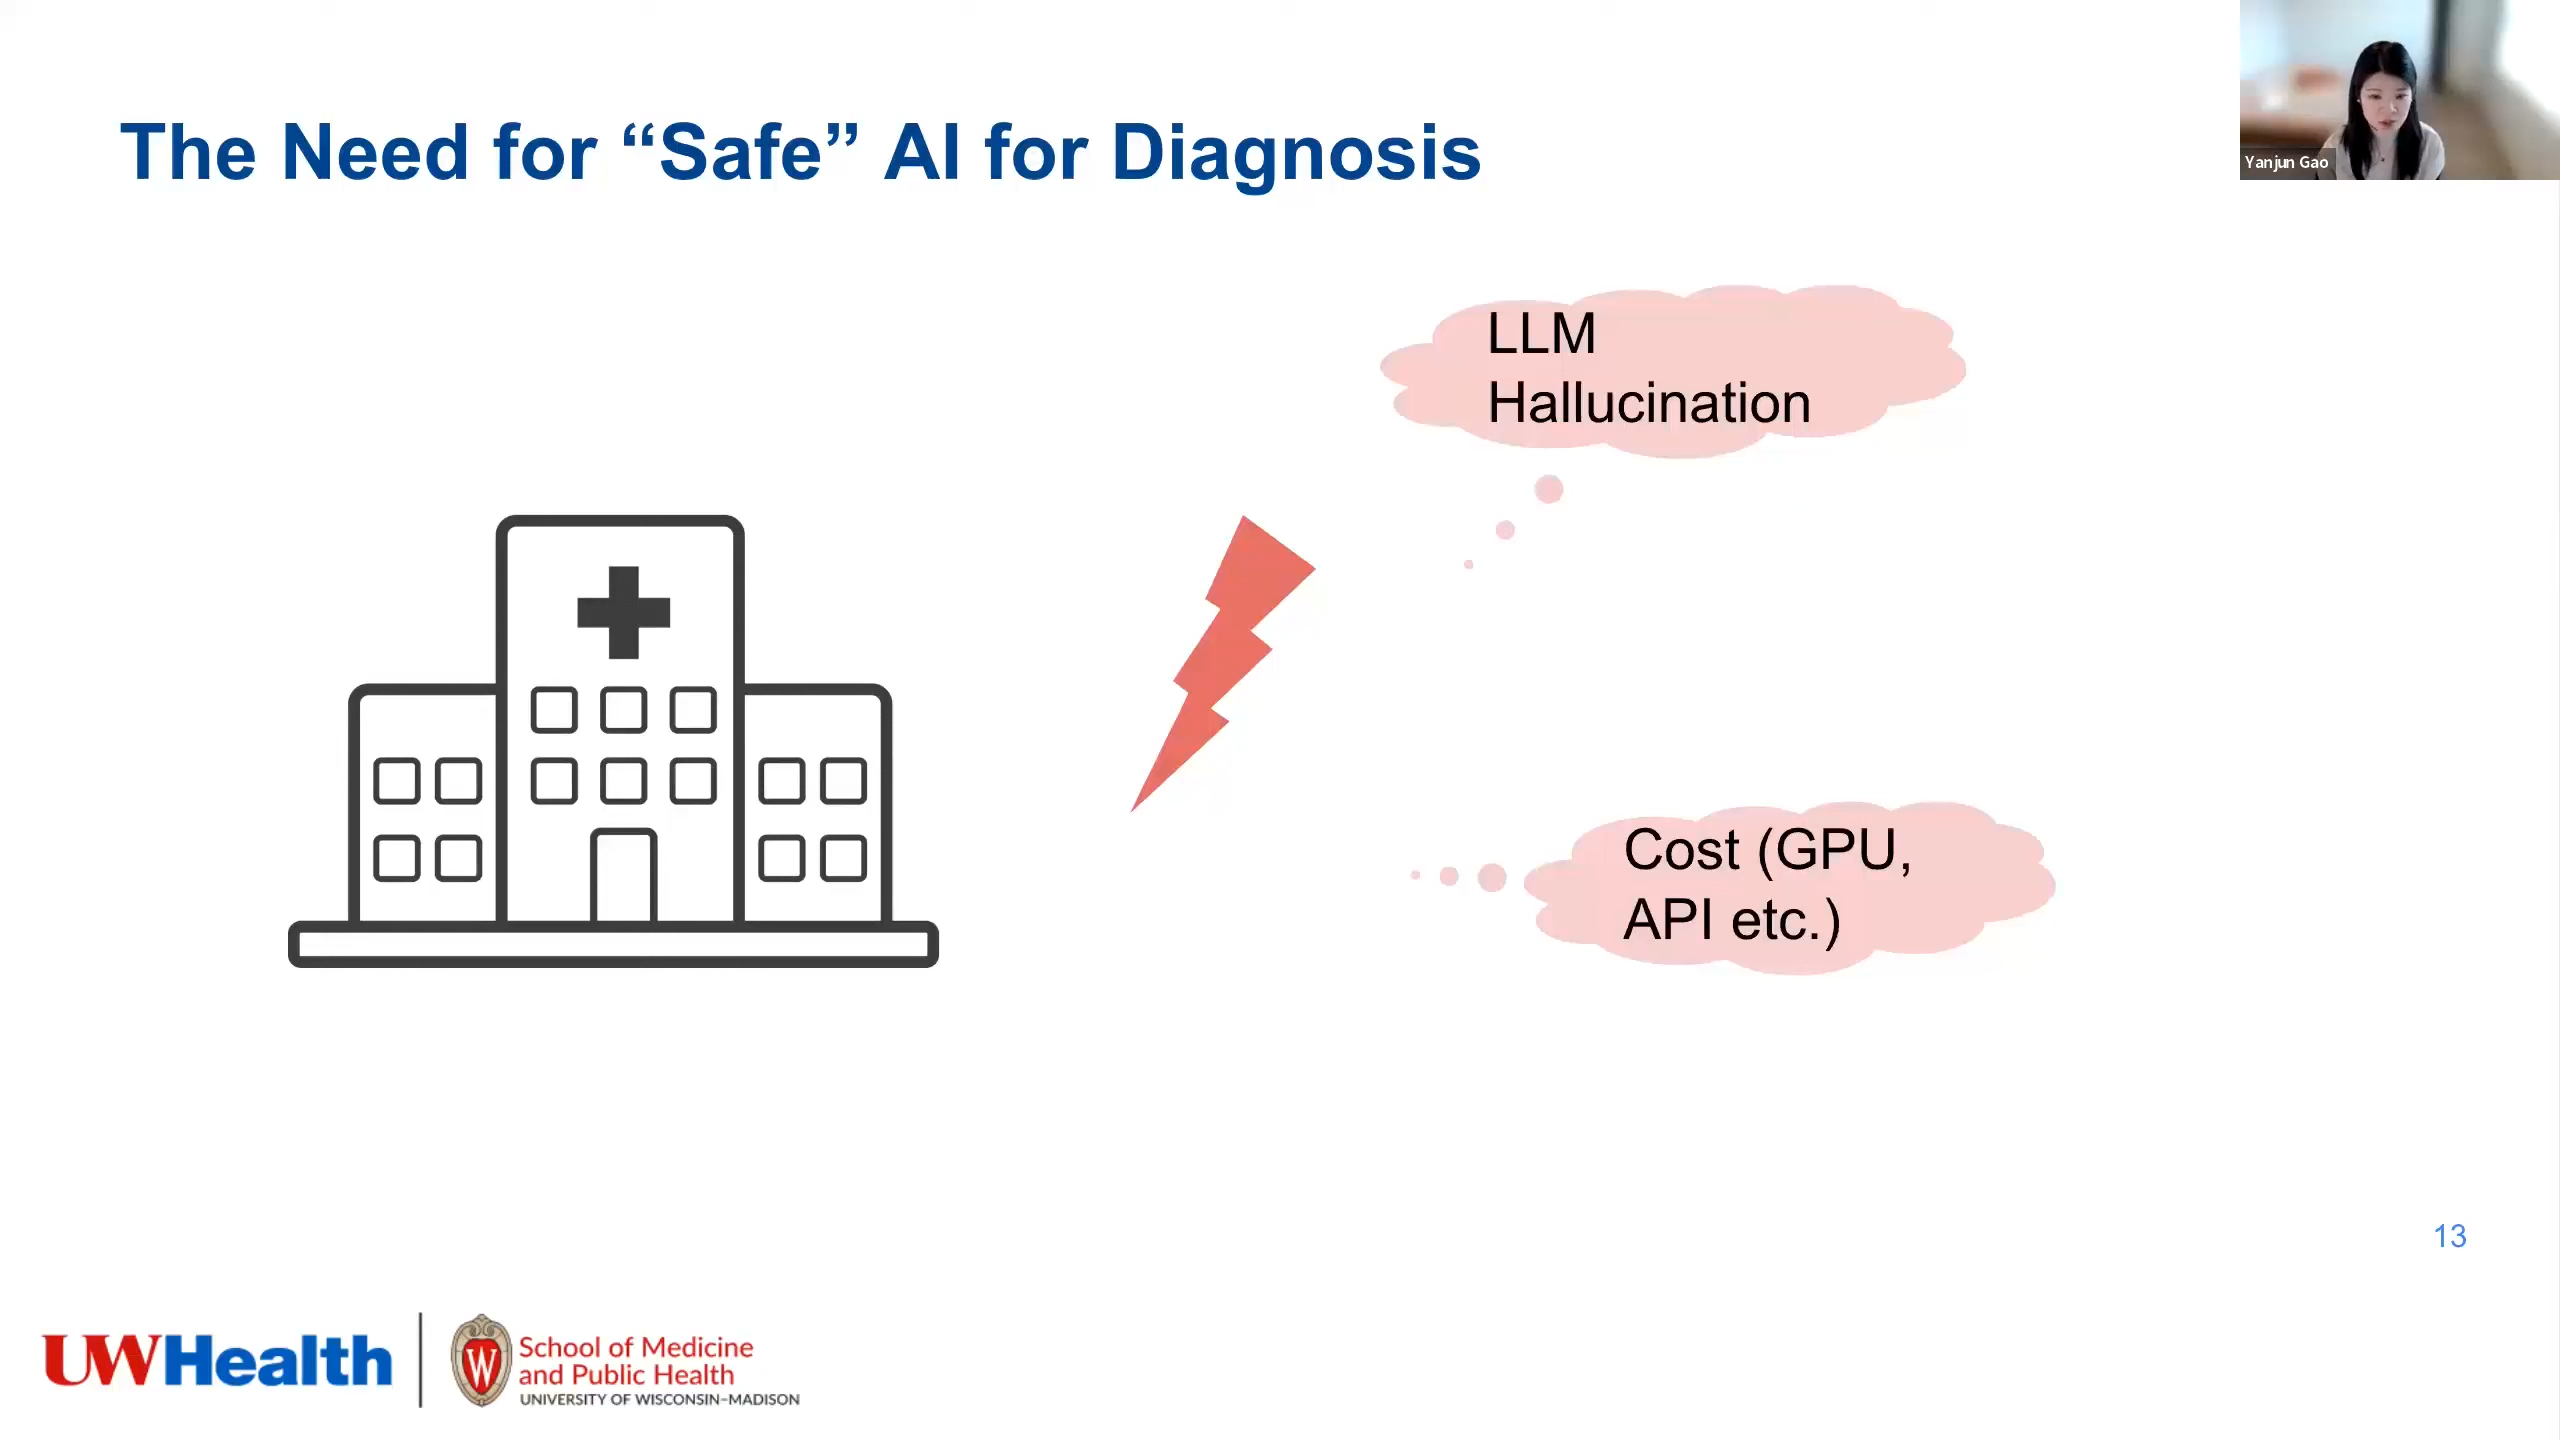 The Need for “Safe” AI for Diagnosis
Yanjun Gao
LLM
Hallucination
Cost (GPU,
API etc.)
13
UWHealth
W
School of Medicine
and Public Health
UNIVERSITY OF WISCONSIN–MADISON